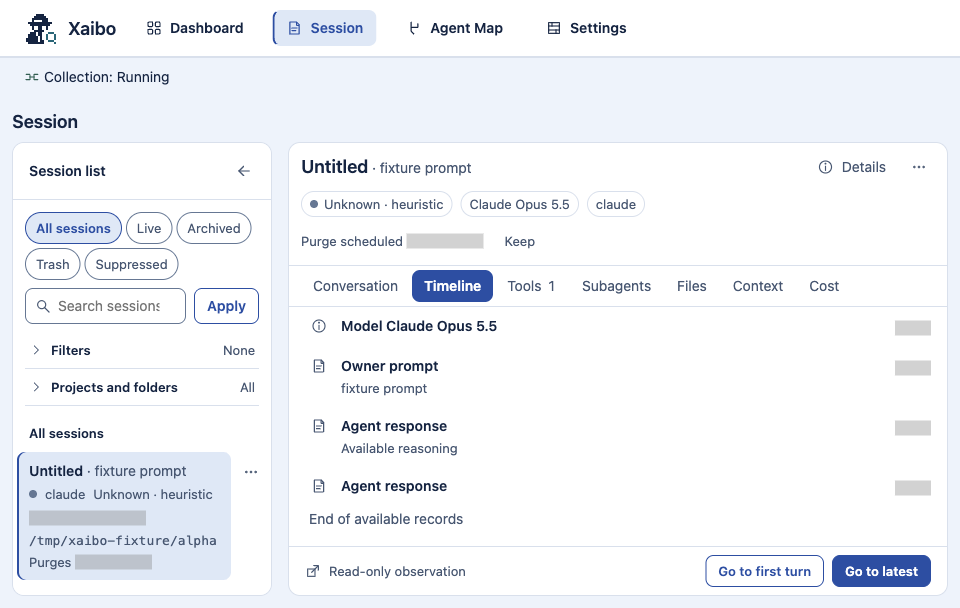 Xaibo
Dashboard
Session
Agent Map
Settings
Collection: Running
Session
Session list
All sessions
Live
Archived
Trash
Suppressed
Search sessions
Apply
Filters
None
Projects and folders
All
All sessions
Untitled · fixture prompt
claude Unknown · heuristic
/tmp/xaibo-fixture/alpha
Purges
Untitled · fixture prompt
Details
Unknown · heuristic
Claude Opus 5.5
claude
Purge scheduled
Keep
Conversation
Timeline
Tools 1
Subagents
Files
Context
Cost
Model Claude Opus 5.5
Owner prompt
fixture prompt
Agent response
Available reasoning
Agent response
End of available records
Read-only observation
Go to first turn
Go to latest